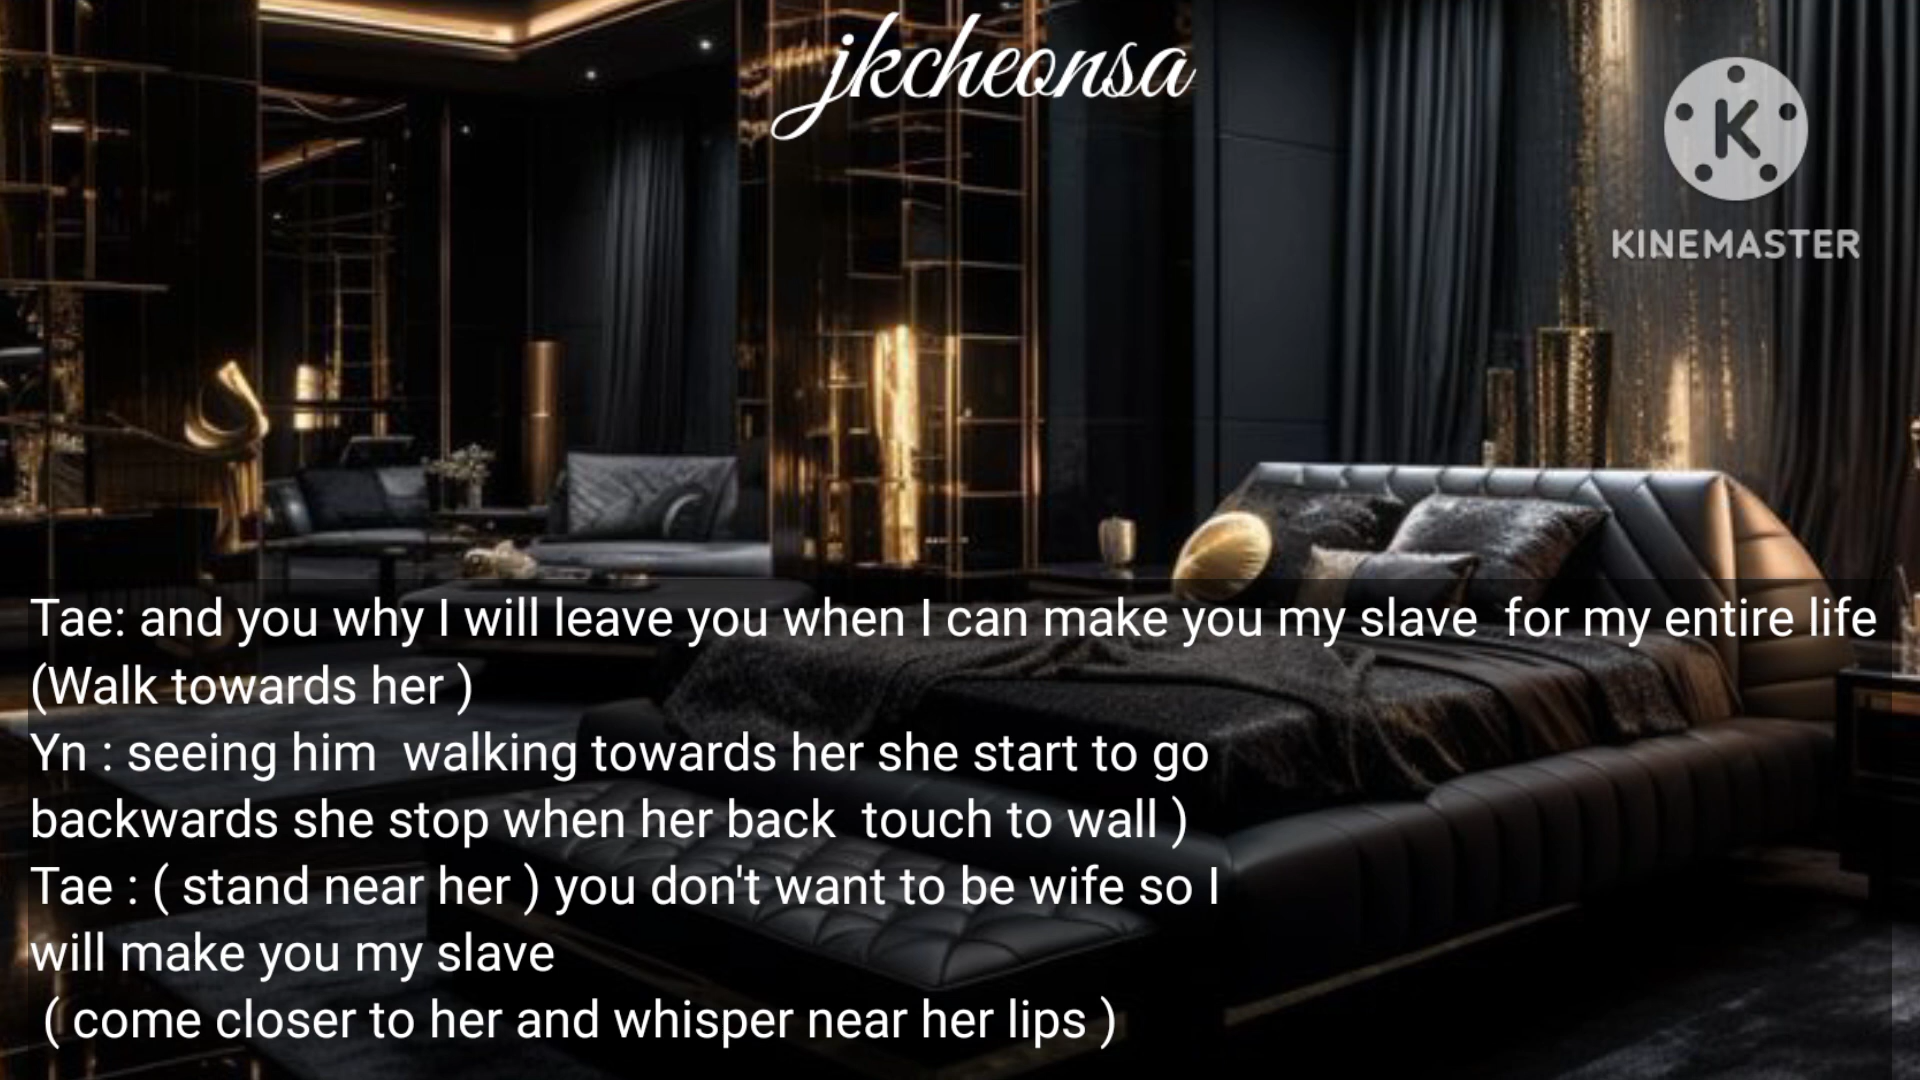 jkcheonsa
K
KINEMASTER
Tae: and you why I will leave you when I can make you my slave  for my entire life
(Walk towards her )
Yn : seeing him  walking towards her she start to go
backwards she stop when her back  touch to wall )
Tae : ( stand near her ) you don't want to be wife so I
will make you my slave
( come closer to her and whisper near her lips )